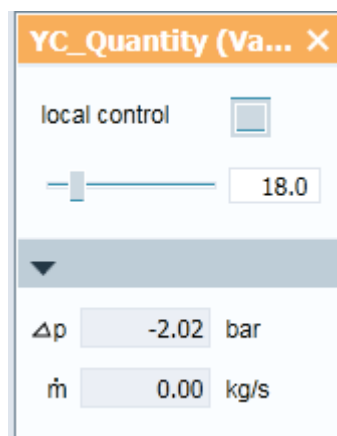 YC_Quantity (Va... ×
local control
18.0
Δp -2.02 bar
ṁ 0.00 kg/s